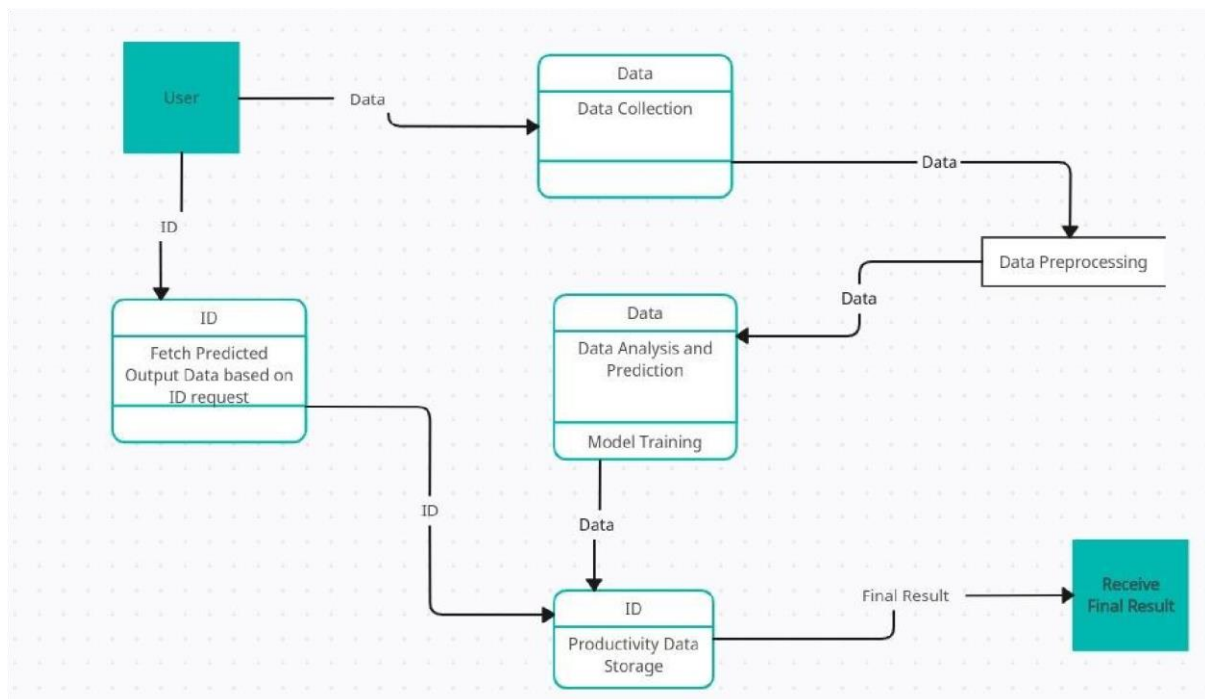 User
Data
Data
Data Collection
Data
ID
Data Preprocessing
Data
ID
Fetch Predicted
Output Data based on
ID request
Data
Data Analysis and
Prediction
Model Training
ID
Data
ID
Productivity Data
Storage
Final Result
Receive
Final Result